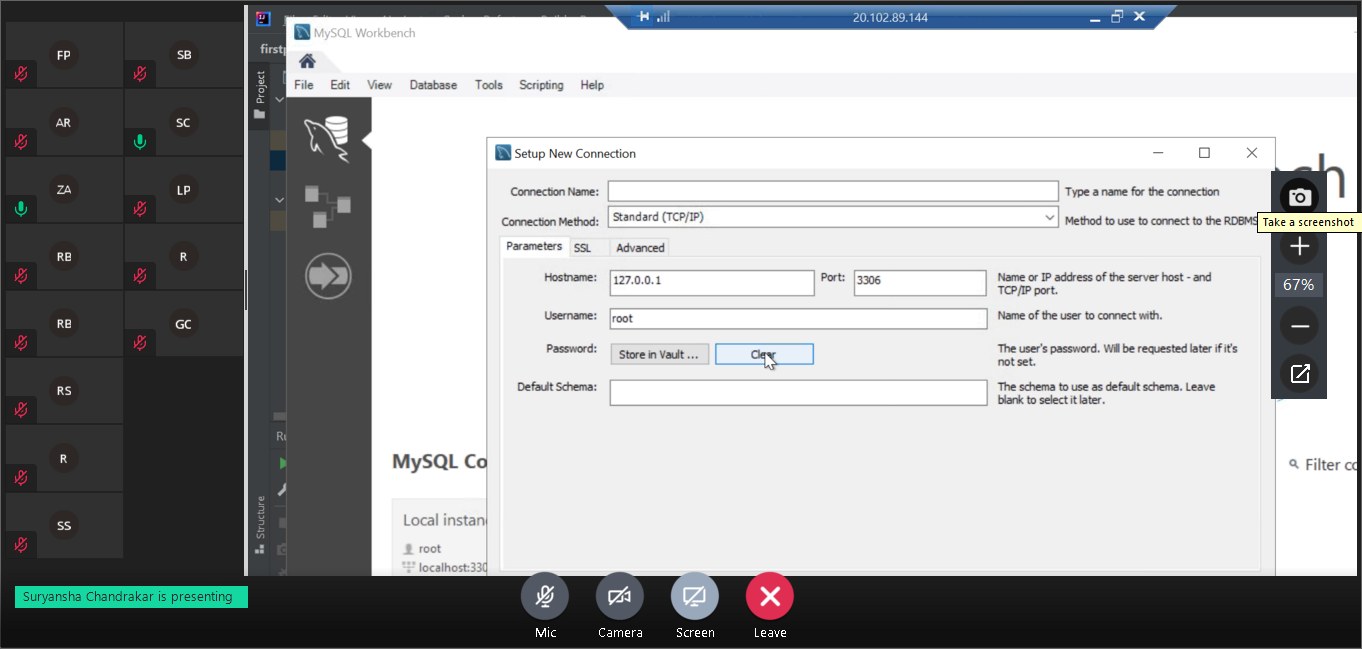 FP
SB
AR
SC
ZA
LP
RB
R
RB
GC
RS
R
SS
Suryansha Chandrakar is presenting
20.102.89.144
Project
Structure
MySQL Workbench
File Edit View Database Tools Scripting Help
Setup New Connection
Connection Name: Type a name for the connection
Connection Method: Standard (TCP/IP) Method to use to connect to the RDBMS
Parameters SSL Advanced
Hostname: 127.0.0.1 Port: 3306 Name or IP address of the server host - and
TCP/IP port.
Username: root Name of the user to connect with.
Password: Store in Vault ... Clear The user's password. Will be requested later if it's
not set.
Default Schema: The schema to use as default schema. Leave
blank to select it later.
MySQL Co
Filter co
Local instan
root
localhost:330
Take a screenshot
67%
Mic Camera Screen Leave